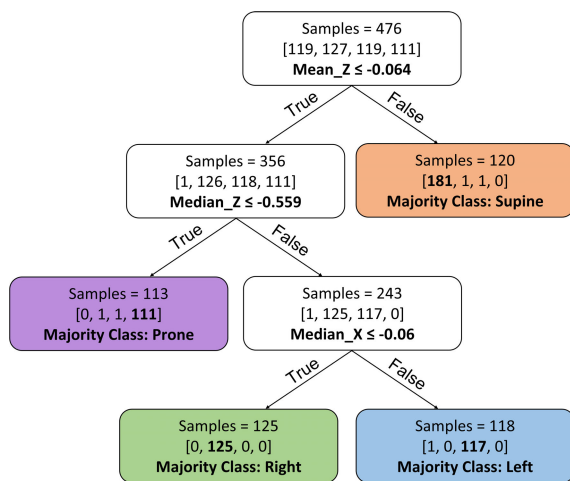 Samples = 476
[119, 127, 119, 111]
Mean_Z ≤ -0.064
True
False
Samples = 356
[1, 126, 118, 111]
Median_Z ≤ -0.559
Samples = 120
[181, 1, 1, 0]
Majority Class: Supine
True
False
Samples = 113
[0, 1, 1, 111]
Majority Class: Prone
Samples = 243
[1, 125, 117, 0]
Median_X ≤ -0.06
True
False
Samples = 125
[0, 125, 0, 0]
Majority Class: Right
Samples = 118
[1, 0, 117, 0]
Majority Class: Left